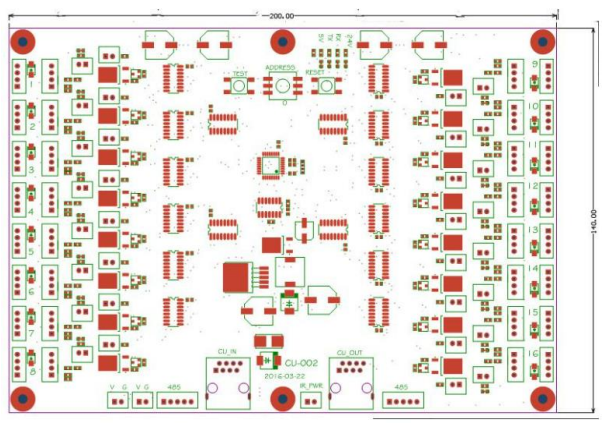 200.00
5V
TX
RX
24V
TEST
ADDRESS
RESET
0
1
2
3
4
5
6
7
8
9
10
11
12
13
14
15
16
140.00
CU_IN
CU-002
2016-03-22
CU_OUT
V G
V G
485
IR_PWR
485